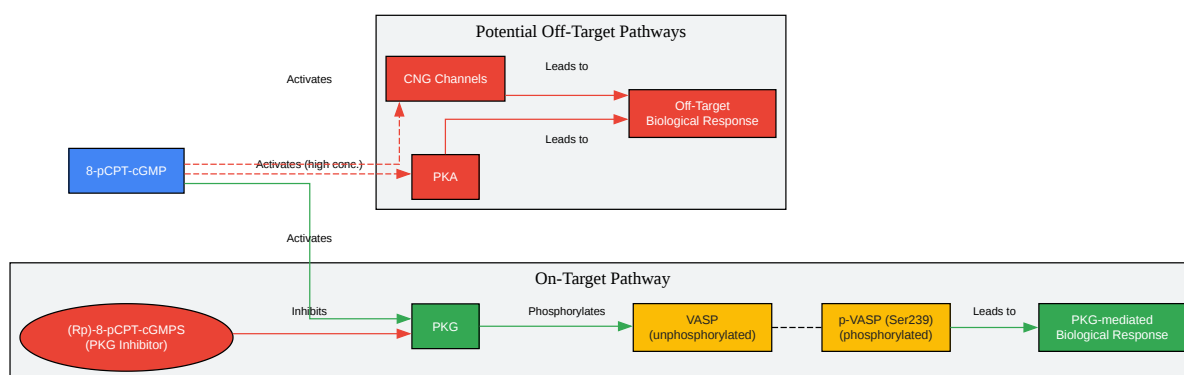 Potential Off-Target Pathways
Activates
CNG Channels
Leads to
Off-Target
Biological Response
Leads to
8-pCPT-cGMP
Activates (high conc.)
PKA
Activates
On-Target Pathway
(Rp)-8-pCPT-cGMPS
(PKG Inhibitor)
Inhibits
PKG
Phosphorylates
VASP
(unphosphorylated)
p-VASP (Ser239)
(phosphorylated)
Leads to
PKG-mediated
Biological Response